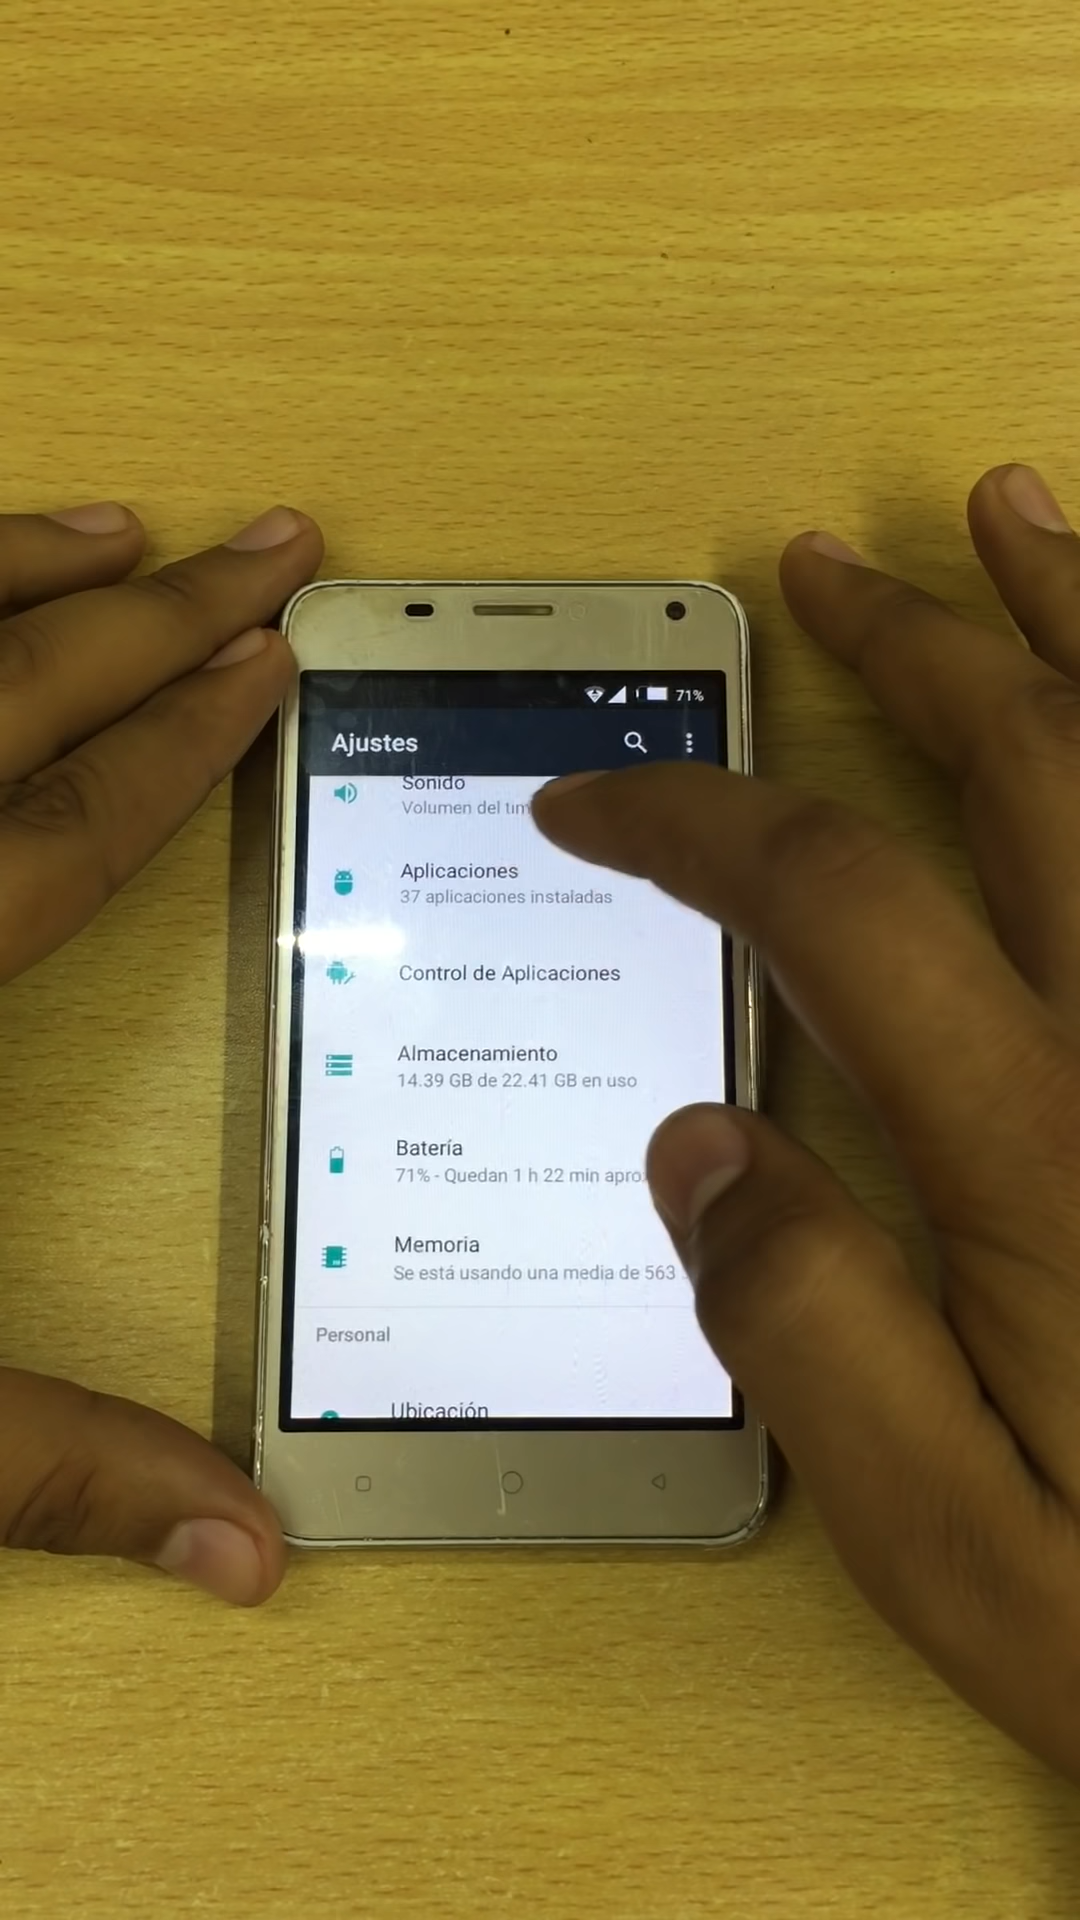 71%
Ajustes
Sonido
Volumen del
Aplicaciones
37 aplicaciones instaladas
Control de Aplicaciones
Almacenamiento
14.39 GB de 22.41 GB en uso
Batería
71% - Quedan 1 h 22 min
Memoria
Se está usando una media de 563
Personal
Ubicación